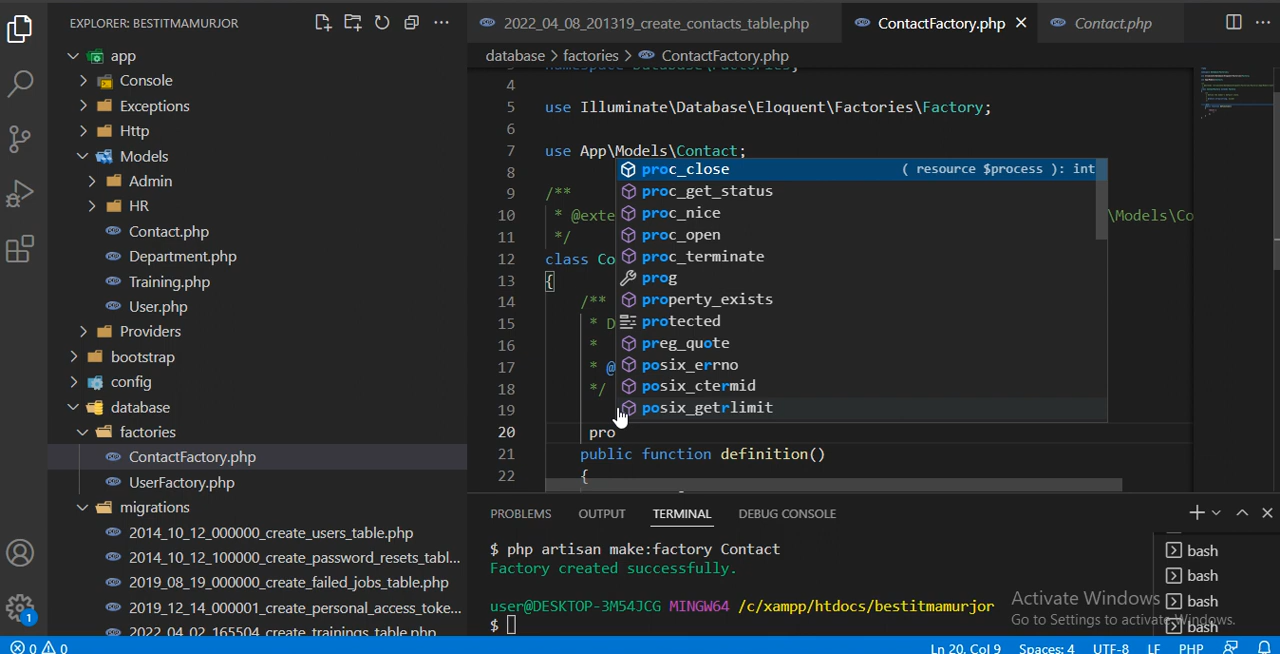 EXPLORER: BESTITMAMURJOR
app
Console
Exceptions
Http
Models
Admin
HR
Contact.php
Department.php
Training.php
User.php
Providers
bootstrap
config
database
factories
ContactFactory.php
UserFactory.php
migrations
2014_10_12_000000_create_users_table.php
2014_10_12_100000_create_password_resets_tabl...
2019_08_19_000000_create_failed_jobs_table.php
2019_12_14_000001_create_personal_access_toke...
2022_04_02_165504_create_trainings_table.php
2022_04_08_201319_create_contacts_table.php
ContactFactory.php
Contact.php
database > factories > ContactFactory.php
4
5 use Illuminate\Database\Eloquent\Factories\Factory;
6
7 use App\Models\Contact;
8
9 /**
10 * @exte \Models\Co
11 */
12 class Co
13 {
14 /**
15 * D
16 *
17 * @
18 */
19
20 pro
21 public function definition()
22 {
proc_close ( resource $process ): int
proc_get_status
proc_nice
proc_open
proc_terminate
prog
property_exists
protected
preg_quote
posix_errno
posix_ctermid
posix_getrlimit
PROBLEMS OUTPUT TERMINAL DEBUG CONSOLE
$ php artisan make:factory Contact
Factory created successfully.
user@DESKTOP-3M54JCG MINGW64 /c/xampp/htdocs/bestitmamurjor
$
bash
bash
bash
bash
Activate Windows
Go to Settings to activate Windows.
1
0 0
Ln 20, Col 9 Spaces: 4 UTF-8 LF PHP